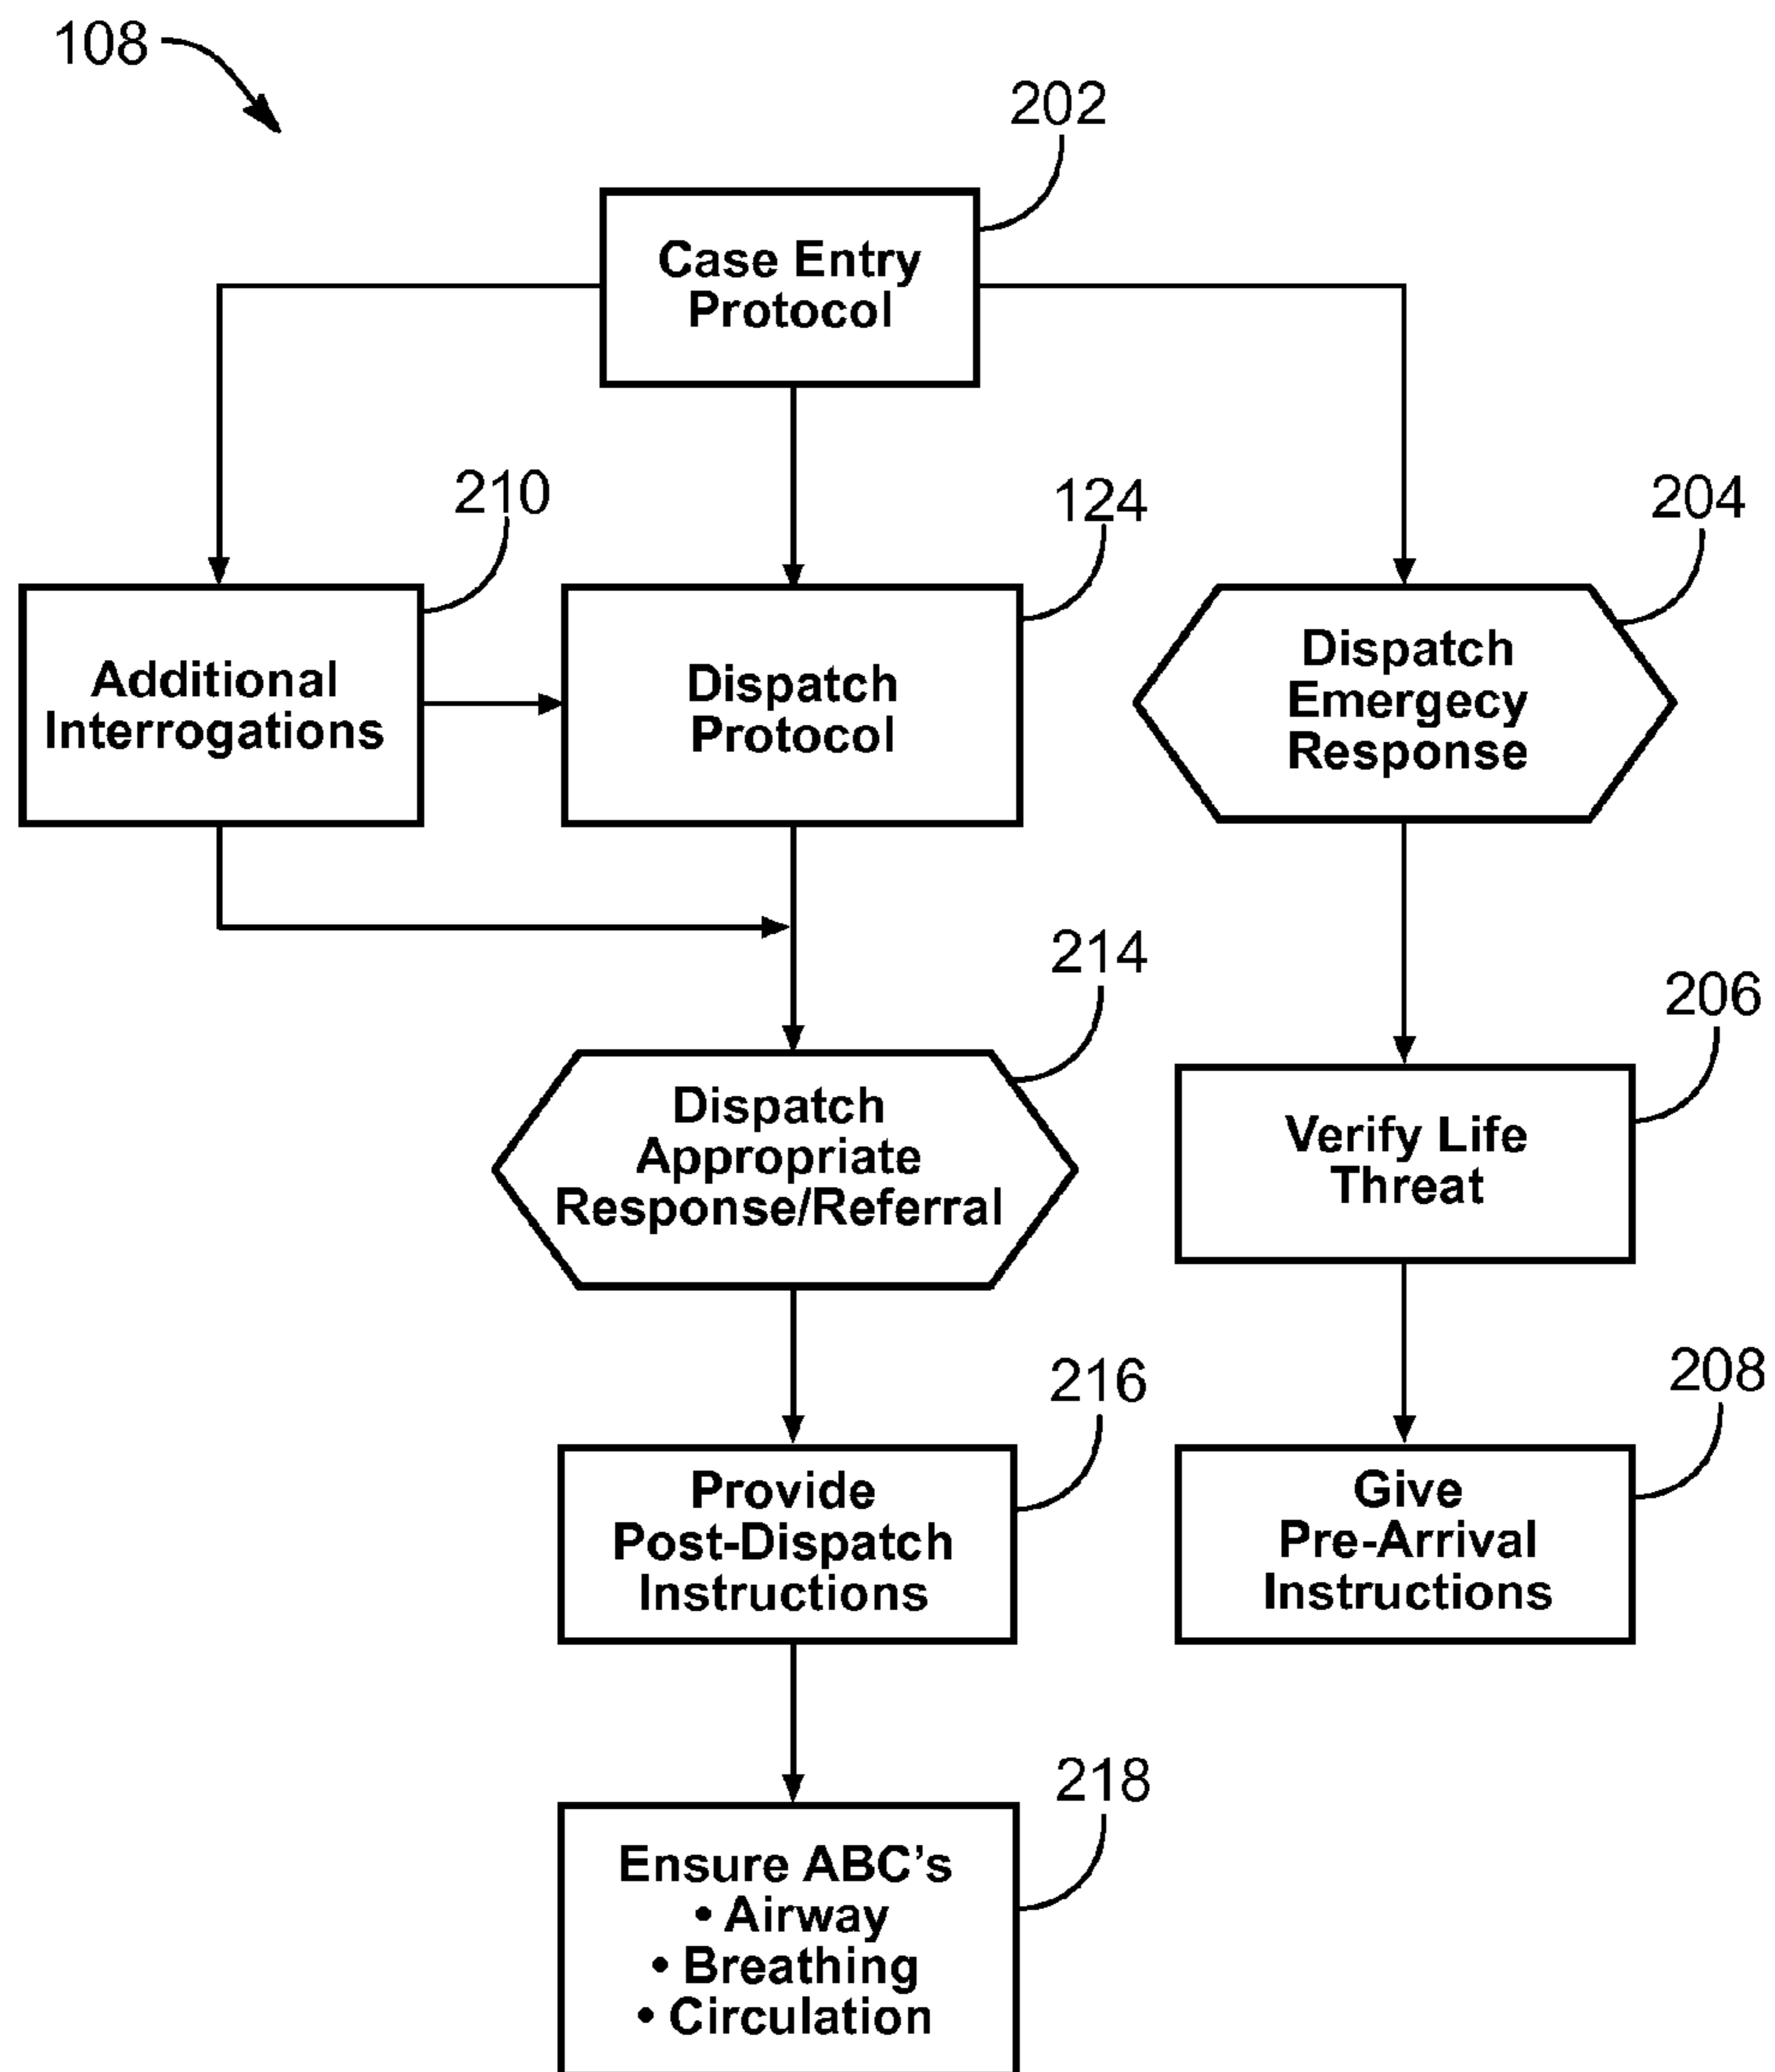 108
202
Case Entry
Protocol
210
124
204
Additional
Interrogations
Dispatch
Protocol
Dispatch
Emergecy
Response
214
206
Dispatch
Appropriate
Response/Referral
Verify Life
Threat
216
208
Provide
Post-Dispatch
Instructions
Give
Pre-Arrival
Instructions
218
Ensure ABC’s
• Airway
• Breathing
• Circulation